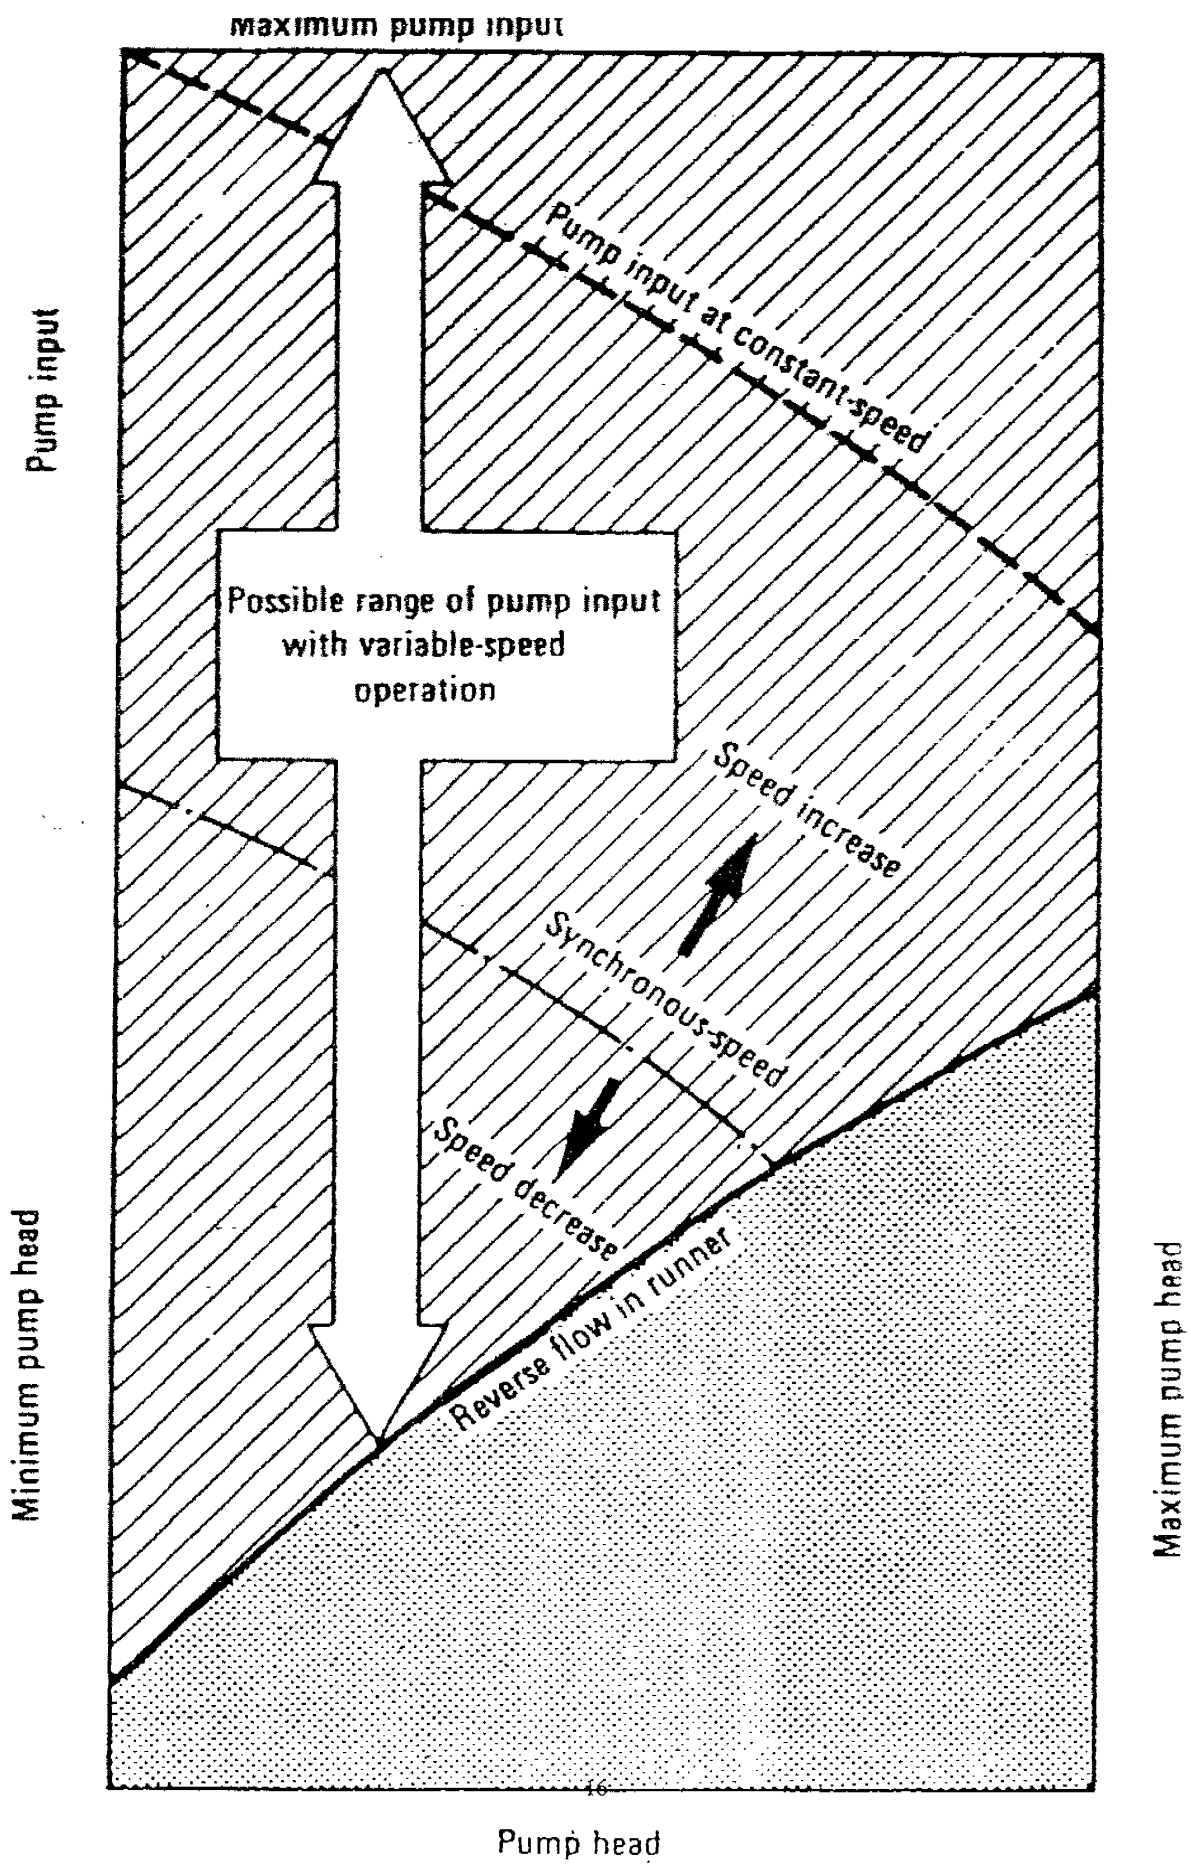 Maximum pump input
Pump input
Pump input at constant-speed
Possible range of pump input
with variable-speed
operation
Speed increase
Synchronous-speed
Speed decrease
Reverse flow in runner
Minimum pump head
Maximum pump head
16
Pump head